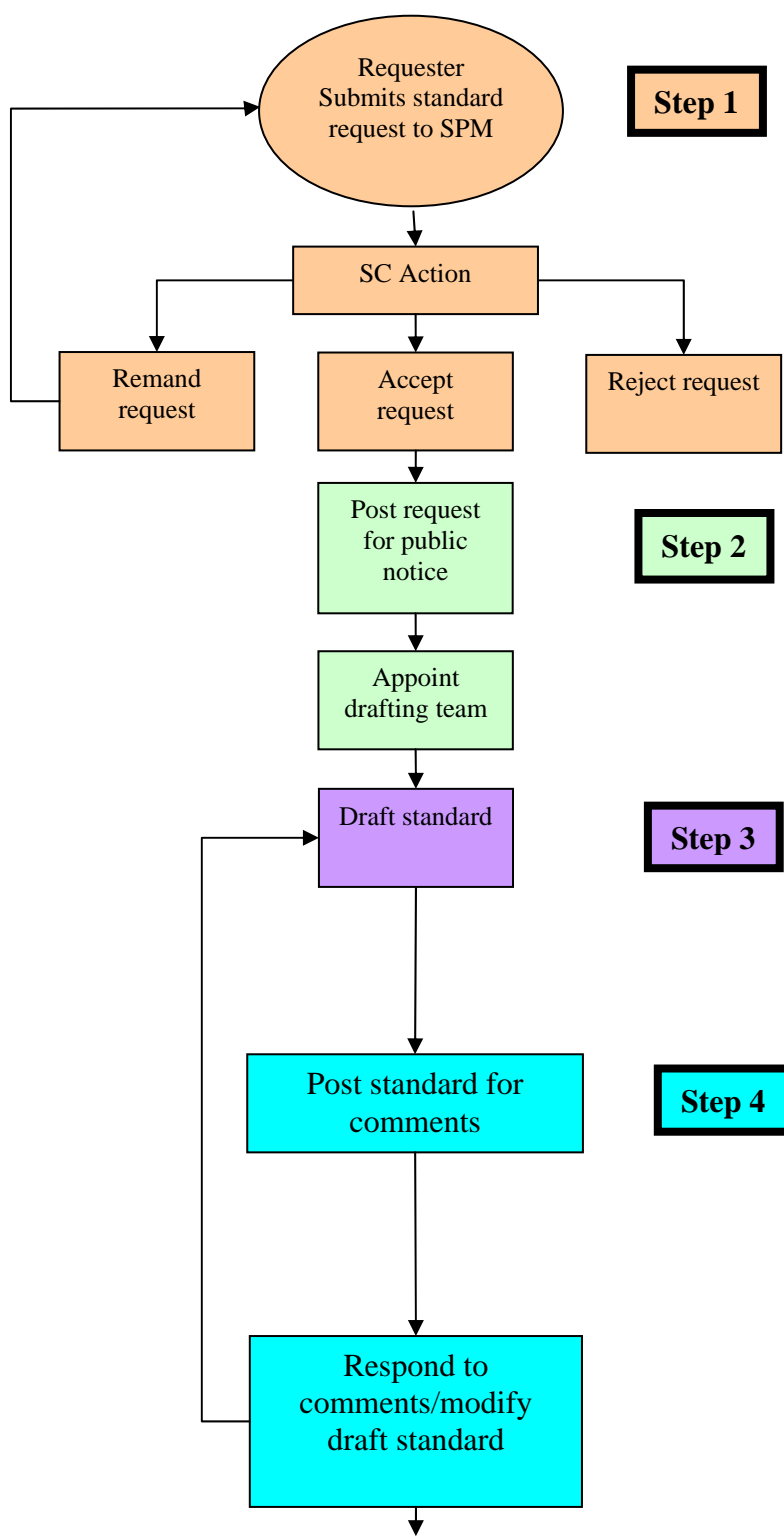 Requester
Submits standard
request to SPM
Step 1
SC Action
Remand
request
Accept
request
Reject request
Post request
for public
notice
Step 2
Appoint
drafting team
Draft standard
Step 3
Post standard for
comments
Step 4
Respond to
comments/modify
draft standard